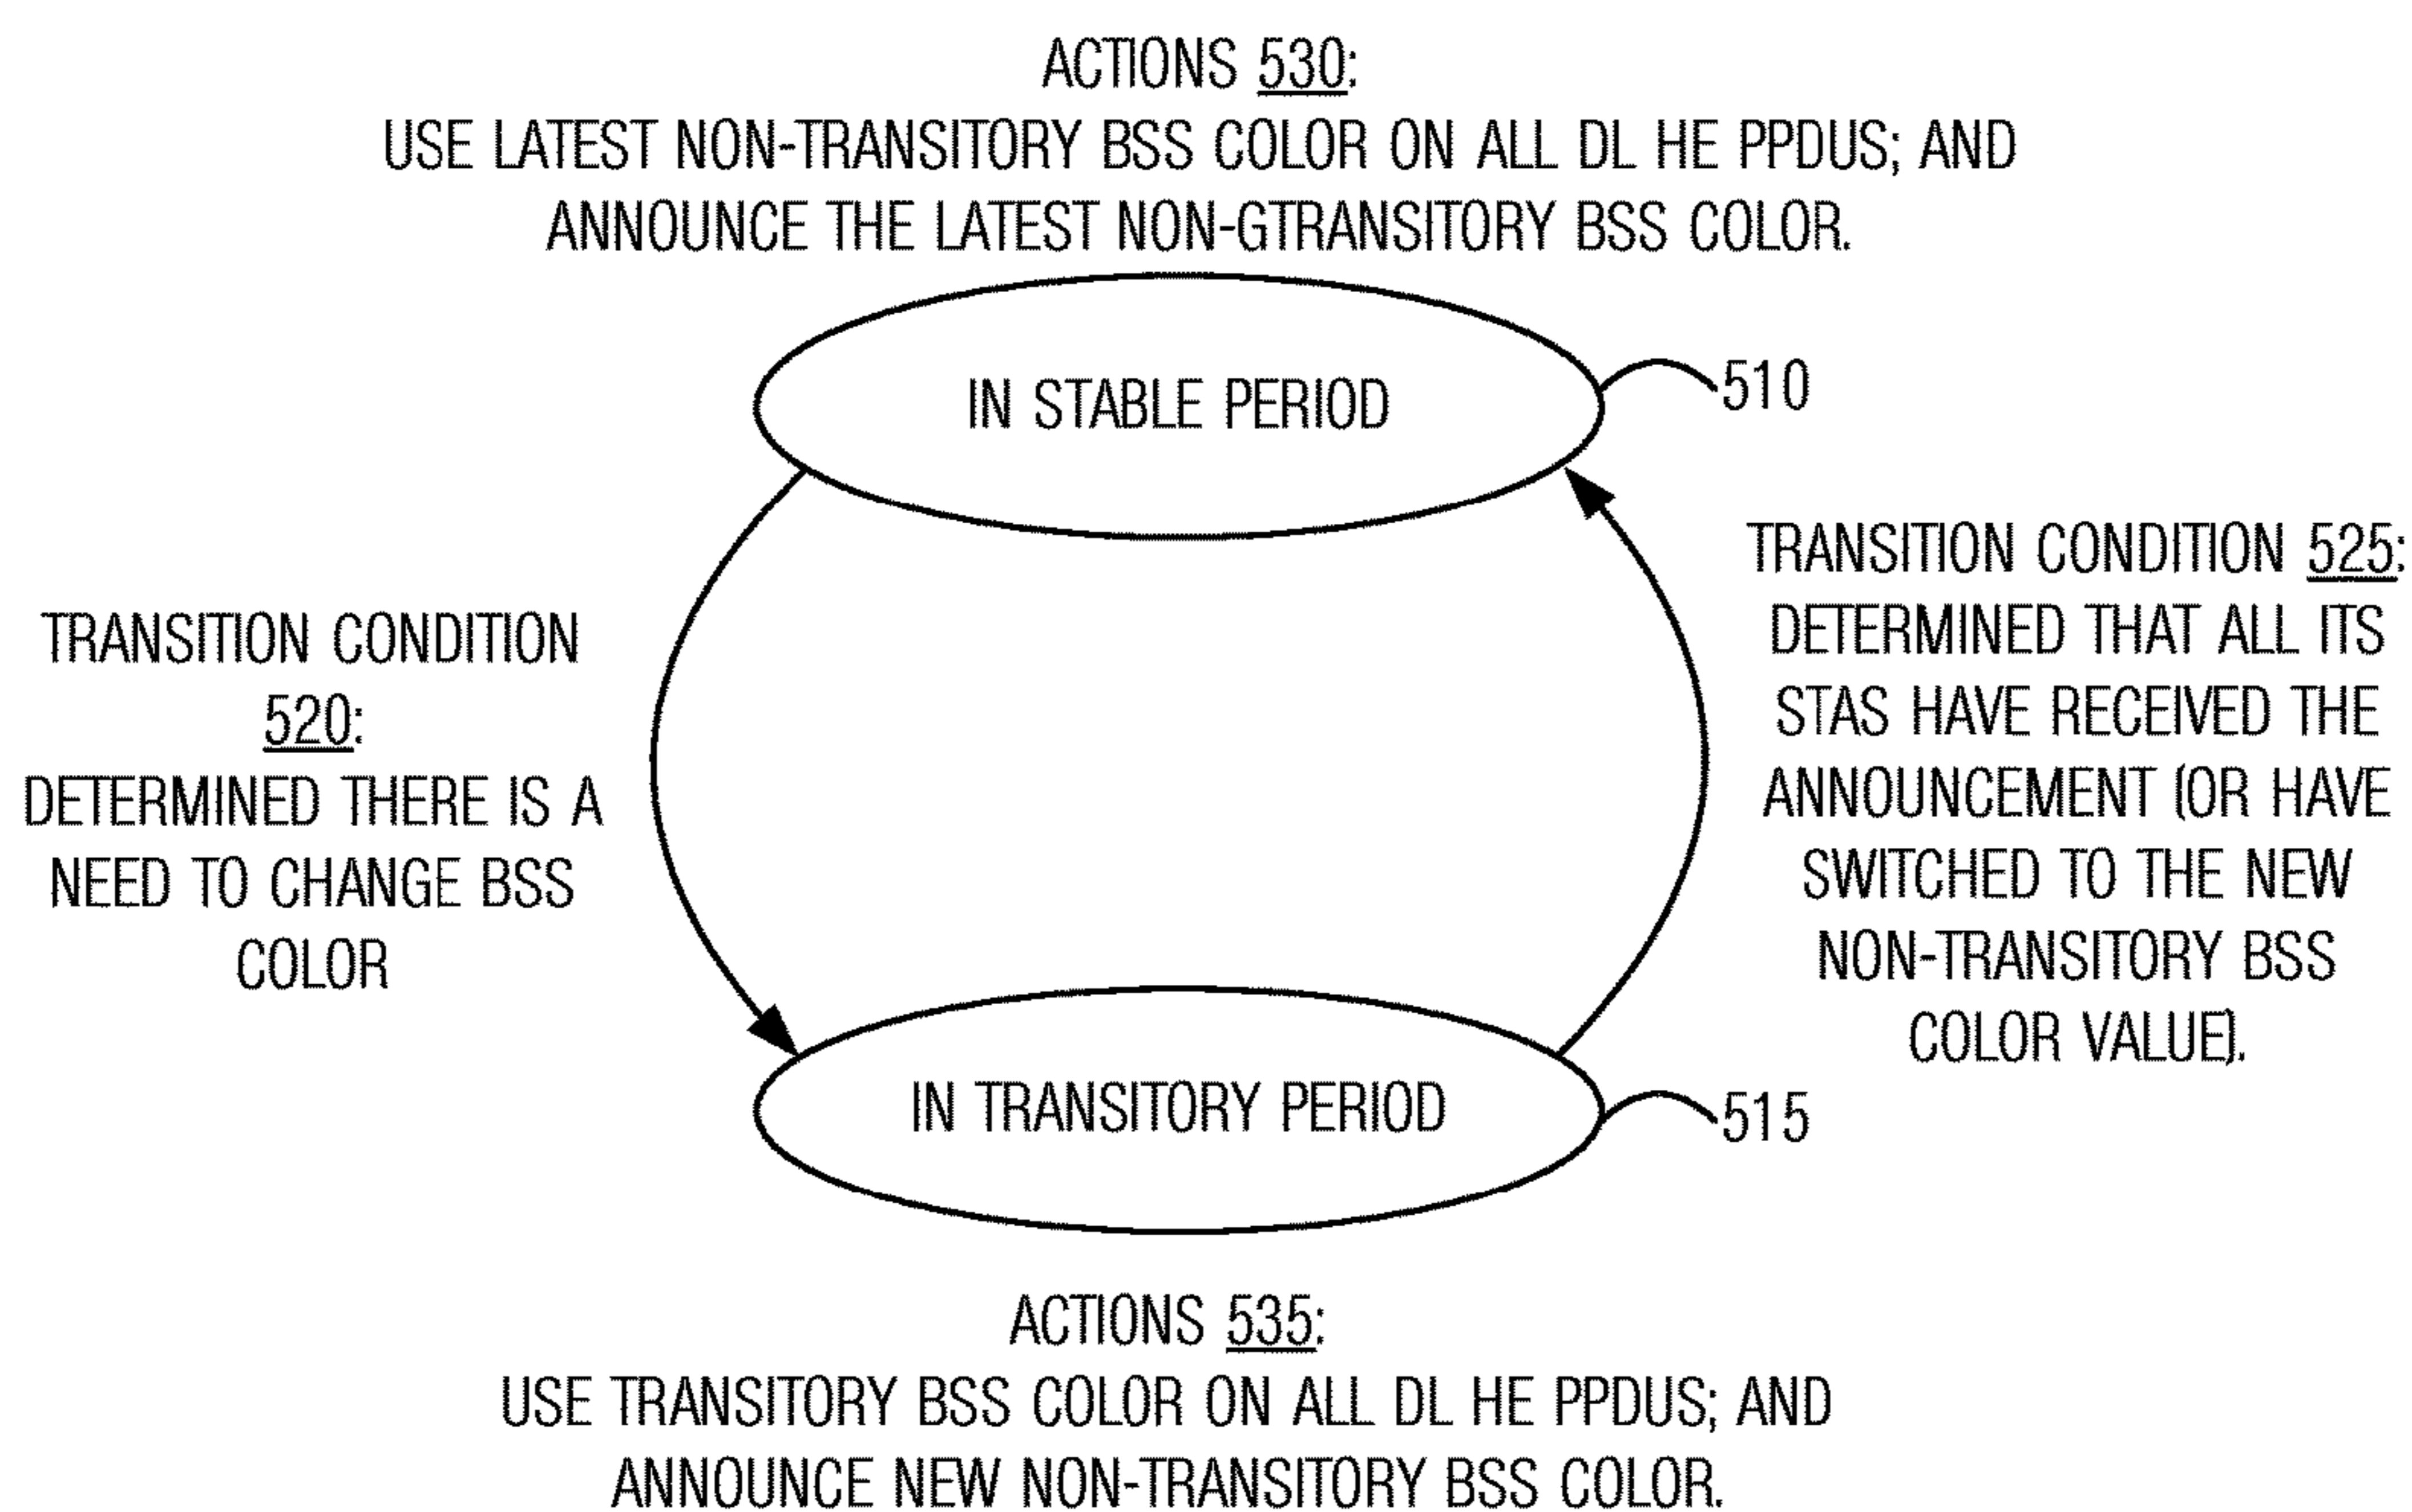 ACTIONS 530:
USE LATEST NON-TRANSITORY BSS COLOR ON ALL DL HE PPDUS; AND
ANNOUNCE THE LATEST NON-GTRANSITORY BSS COLOR.
IN STABLE PERIOD
510
TRANSITION CONDITION
520:
DETERMINED THERE IS A
NEED TO CHANGE BSS
COLOR
TRANSITION CONDITION 525:
DETERMINED THAT ALL ITS
STAS HAVE RECEIVED THE
ANNOUNCEMENT (OR HAVE
SWITCHED TO THE NEW
NON-TRANSITORY BSS
COLOR VALUE).
IN TRANSITORY PERIOD
515
ACTIONS 535:
USE TRANSITORY BSS COLOR ON ALL DL HE PPDUS; AND
ANNOUNCE NEW NON-TRANSITORY BSS COLOR.